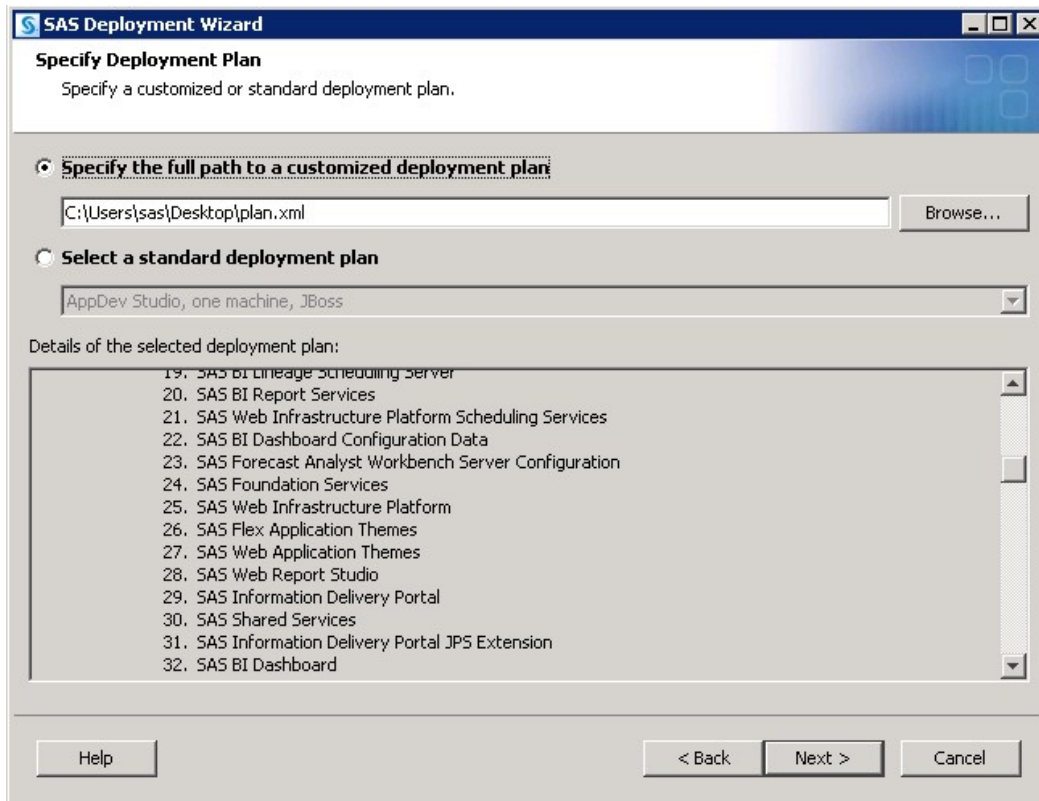 SAS Deployment Wizard
Specify Deployment Plan
Specify a customized or standard deployment plan.
Specify the full path to a customized deployment plan
C:\Users\sas\Desktop\plan.xml
Browse...
Select a standard deployment plan
AppDev Studio, one machine, JBoss
Details of the selected deployment plan:
19. SAS BI Lineage Scheduling Server
20. SAS BI Report Services
21. SAS Web Infrastructure Platform Scheduling Services
22. SAS BI Dashboard Configuration Data
23. SAS Forecast Analyst Workbench Server Configuration
24. SAS Foundation Services
25. SAS Web Infrastructure Platform
26. SAS Flex Application Themes
27. SAS Web Application Themes
28. SAS Web Report Studio
29. SAS Information Delivery Portal
30. SAS Shared Services
31. SAS Information Delivery Portal JPS Extension
32. SAS BI Dashboard
Help
< Back
Next >
Cancel